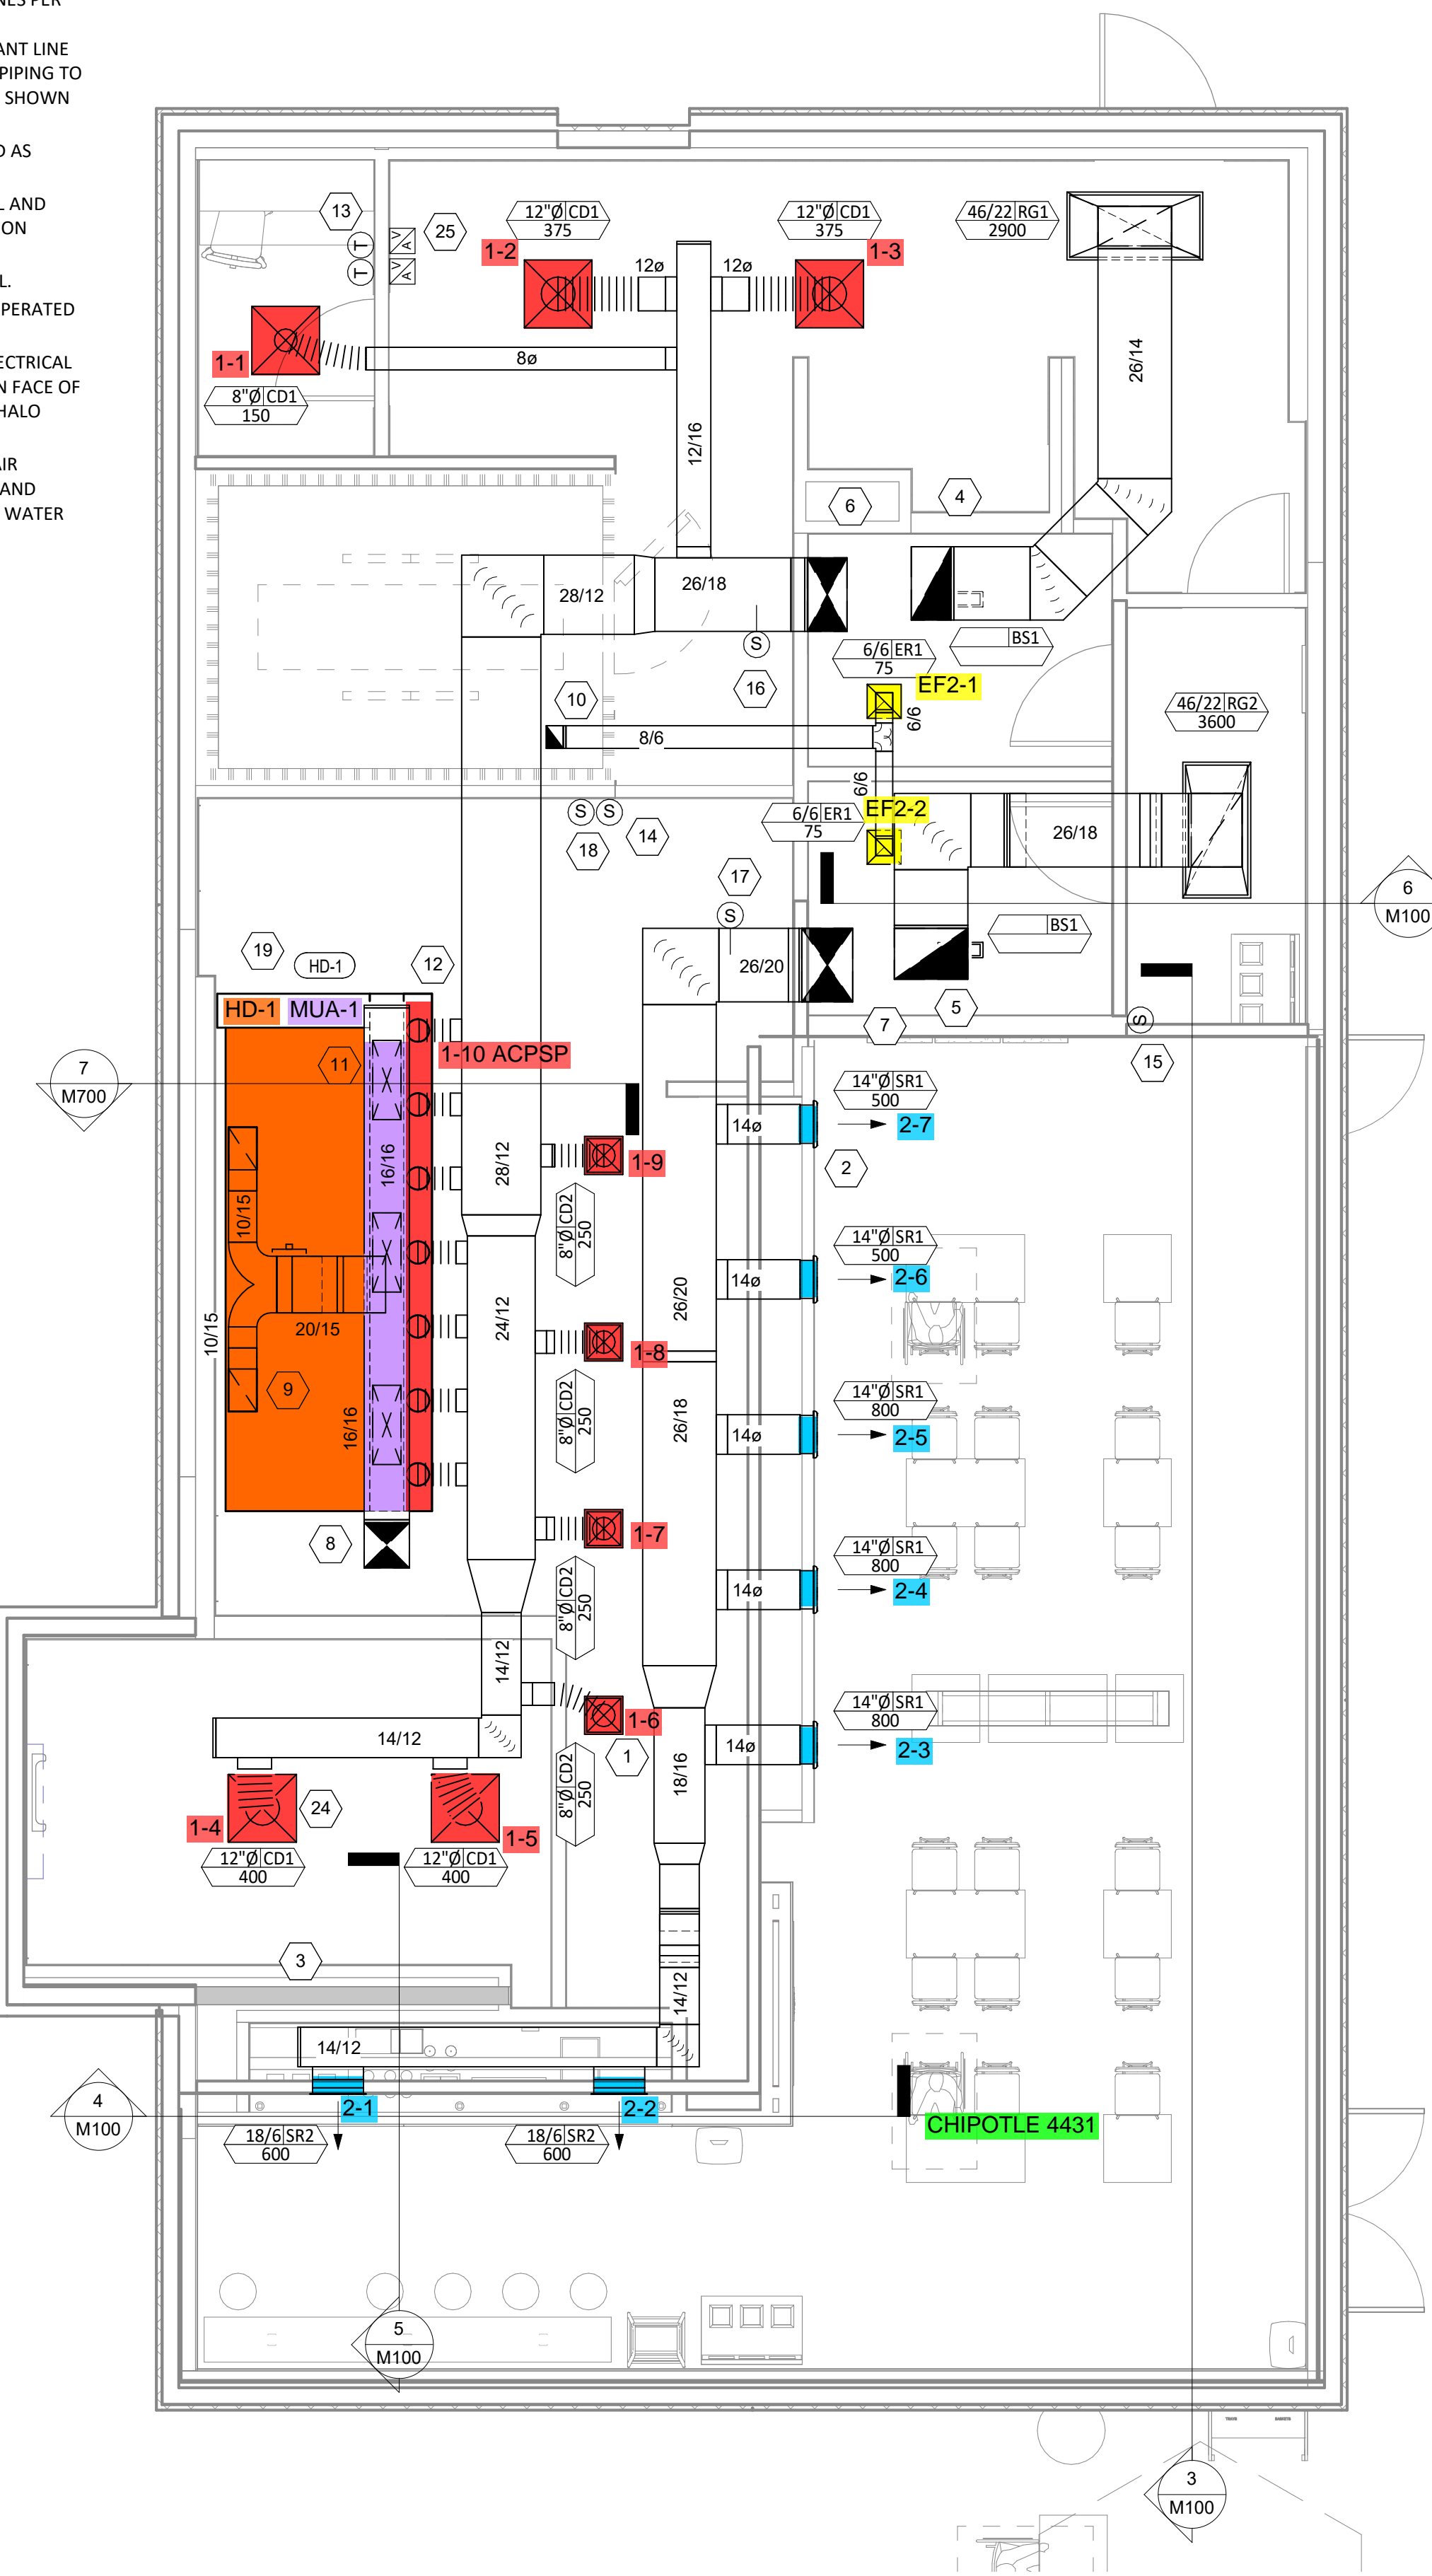 NES PER
ANT LINE
PIPING TO
SHOWN
D AS
L AND
ON
L.
PERATED
ECTRICAL
N FACE OF
HALO
AIR
AND
WATER
13
T
T
V
A
V
A
25
12"Ø CD1
375
1-2
12"Ø CD1
375
1-3
46/22 RG1
2900
12ø
12ø
1-1
8"Ø CD1
150
8ø
12/16
26/14
6
4
28/12
26/18
S
16
BS1
6/6 ER1
75
EF2-1
6/6
10
8/6
46/22 RG2
3600
S
S
18
14
6/6
6/6 ER1
75
EF2-2
26/18
17
S
6
M100
BS1
26/20
5
19
HD-1
12
HD-1
MUA-1
11
1-10 ACPSP
7
S
15
7
M700
14"Ø SR1
500
14ø
2-7
2
16/16
28/12
1-9
8"Ø CD2
250
10/15
14"Ø SR1
500
14ø
2-6
26/20
24/12
20/15
10/15
1-8
9
8"Ø CD2
250
14"Ø SR1
800
14ø
2-5
26/18
16/16
1-7
8
8"Ø CD2
250
14"Ø SR1
800
14ø
2-4
14/12
14/12
1-6
1
8"Ø CD2
250
14"Ø SR1
800
14ø
2-3
18/16
1-4
24
1-5
12"Ø CD1
400
12"Ø CD1
400
3
14/12
14/12
2-1
2-2
4
M100
18/6 SR2
600
18/6 SR2
600
CHIPOTLE 4431
5
M100
3
M100